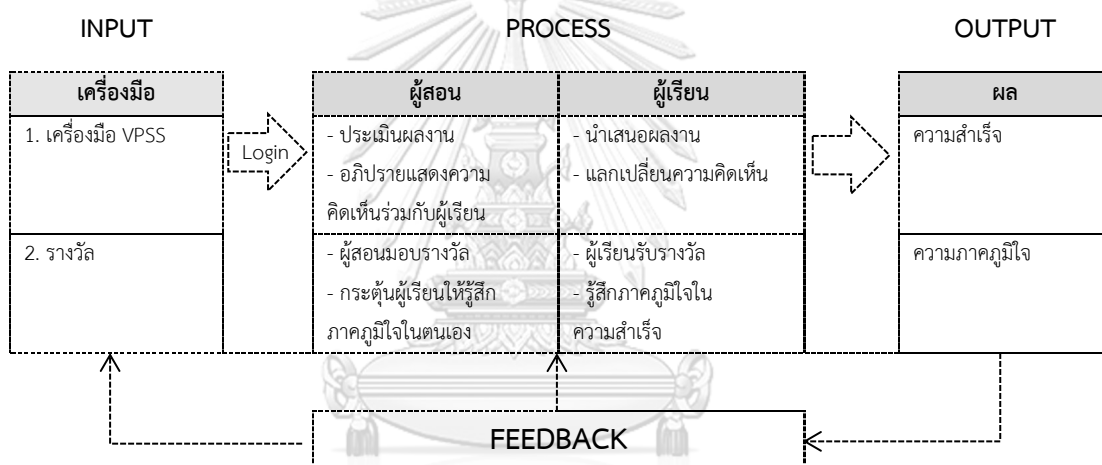 INPUT
PROCESS
OUTPUT
เครื่องมือ
ผู้สอน
ผู้เรียน
ผล
1. เครื่องมือ VPSS
Login
- ประเมินผลงาน
- อภิปรายแสดงความ
คิดเห็นร่วมกับผู้เรียน
- นำเสนอผลงาน
- แลกเปลี่ยนความคิดเห็น
ความสำเร็จ
2. รางวัล
- ผู้สอนมอบรางวัล
- กระตุ้นผู้เรียนให้รู้สึก
ภาคภูมิใจในตนเอง
- ผู้เรียนรับรางวัล
- รู้สึกภาคภูมิใจใน
ความสำเร็จ
ความภาคภูมิใจ
FEEDBACK